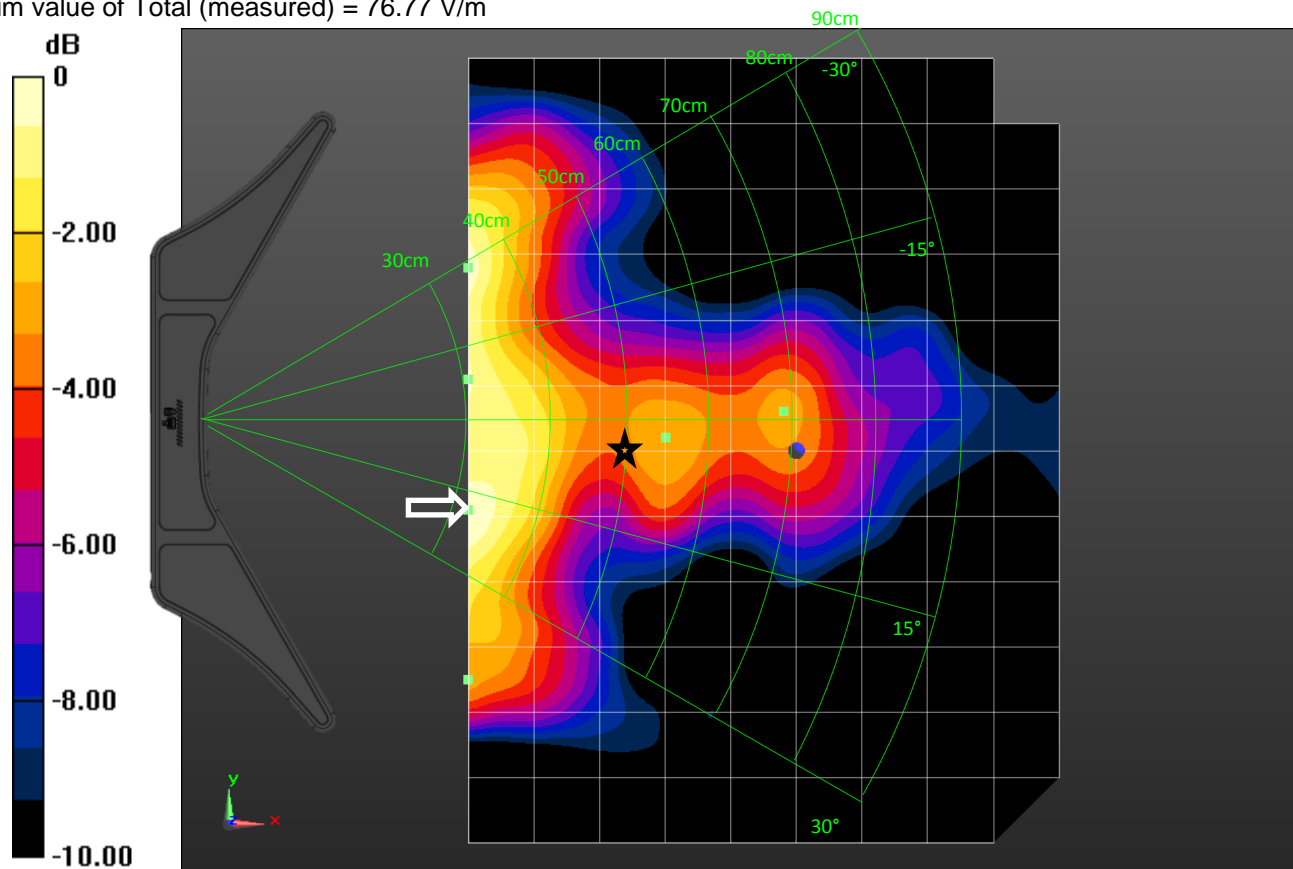 um value of Total (measured) = 76.77 V/m
dB
0
-2.00
-4.00
-6.00
-8.00
-10.00
90cm
80cm
-30°
70cm
60cm
50cm
40cm
30cm
-15°
15°
30°
y
z
x